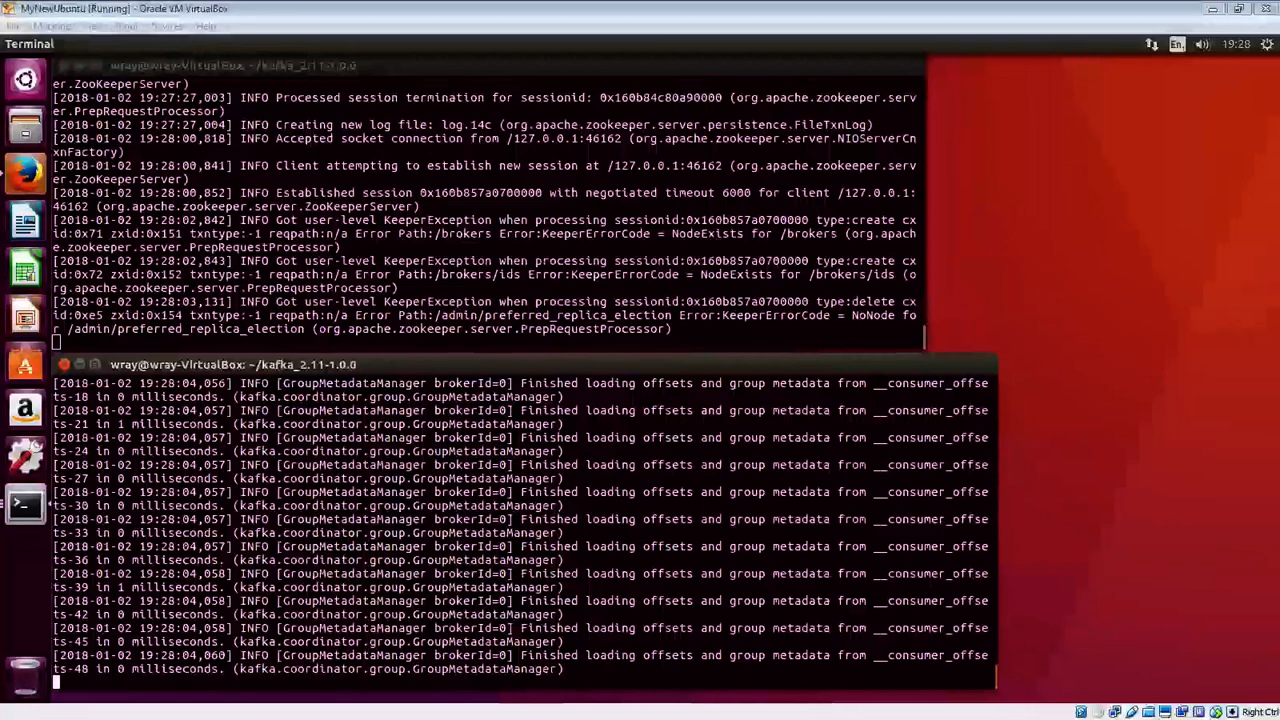 MyNewUbuntu [Running] - Oracle VM VirtualBox
File Machine View Input Devices Help
Terminal
En
19:28
wray@wray-VirtualBox: ~/kafka_2.11-1.0.0
er.ZooKeeperServer)
[2018-01-02 19:27:27,003] INFO Processed session termination for sessionid: 0x160b84c80a90000 (org.apache.zookeeper.serv
er.PrepRequestProcessor)
[2018-01-02 19:27:27,004] INFO Creating new log file: log.14c (org.apache.zookeeper.server.persistence.FileTxnLog)
[2018-01-02 19:28:00,818] INFO Accepted socket connection from /127.0.0.1:46162 (org.apache.zookeeper.server.NIOServerCn
xnFactory)
[2018-01-02 19:28:00,841] INFO Client attempting to establish new session at /127.0.0.1:46162 (org.apache.zookeeper.serv
er.ZooKeeperServer)
[2018-01-02 19:28:00,852] INFO Established session 0x160b857a0700000 with negotiated timeout 6000 for client /127.0.0.1:
46162 (org.apache.zookeeper.server.ZooKeeperServer)
[2018-01-02 19:28:02,842] INFO Got user-level KeeperException when processing sessionid:0x160b857a0700000 type:create cx
id:0x71 zxid:0x151 txntype:-1 reqpath:n/a Error Path:/brokers Error:KeeperErrorCode = NodeExists for /brokers (org.apach
e.zookeeper.server.PrepRequestProcessor)
[2018-01-02 19:28:02,843] INFO Got user-level KeeperException when processing sessionid:0x160b857a0700000 type:create cx
id:0x72 zxid:0x152 txntype:-1 reqpath:n/a Error Path:/brokers/ids Error:KeeperErrorCode = NodeExists for /brokers/ids (o
rg.apache.zookeeper.server.PrepRequestProcessor)
[2018-01-02 19:28:03,131] INFO Got user-level KeeperException when processing sessionid:0x160b857a0700000 type:delete cx
id:0xe5 zxid:0x154 txntype:-1 reqpath:n/a Error Path:/admin/preferred_replica_election Error:KeeperErrorCode = NoNode fo
r /admin/preferred_replica_election (org.apache.zookeeper.server.PrepRequestProcessor)
wray@wray-VirtualBox: ~/kafka_2.11-1.0.0
[2018-01-02 19:28:04,056] INFO [GroupMetadataManager brokerId=0] Finished loading offsets and group metadata from __consumer_offse
ts-18 in 0 milliseconds. (kafka.coordinator.group.GroupMetadataManager)
[2018-01-02 19:28:04,057] INFO [GroupMetadataManager brokerId=0] Finished loading offsets and group metadata from __consumer_offse
ts-21 in 1 milliseconds. (kafka.coordinator.group.GroupMetadataManager)
[2018-01-02 19:28:04,057] INFO [GroupMetadataManager brokerId=0] Finished loading offsets and group metadata from __consumer_offse
ts-24 in 0 milliseconds. (kafka.coordinator.group.GroupMetadataManager)
[2018-01-02 19:28:04,057] INFO [GroupMetadataManager brokerId=0] Finished loading offsets and group metadata from __consumer_offse
ts-27 in 0 milliseconds. (kafka.coordinator.group.GroupMetadataManager)
[2018-01-02 19:28:04,057] INFO [GroupMetadataManager brokerId=0] Finished loading offsets and group metadata from __consumer_offse
ts-30 in 0 milliseconds. (kafka.coordinator.group.GroupMetadataManager)
[2018-01-02 19:28:04,057] INFO [GroupMetadataManager brokerId=0] Finished loading offsets and group metadata from __consumer_offse
ts-33 in 0 milliseconds. (kafka.coordinator.group.GroupMetadataManager)
[2018-01-02 19:28:04,057] INFO [GroupMetadataManager brokerId=0] Finished loading offsets and group metadata from __consumer_offse
ts-36 in 0 milliseconds. (kafka.coordinator.group.GroupMetadataManager)
[2018-01-02 19:28:04,058] INFO [GroupMetadataManager brokerId=0] Finished loading offsets and group metadata from __consumer_offse
ts-39 in 1 milliseconds. (kafka.coordinator.group.GroupMetadataManager)
[2018-01-02 19:28:04,058] INFO [GroupMetadataManager brokerId=0] Finished loading offsets and group metadata from __consumer_offse
ts-42 in 0 milliseconds. (kafka.coordinator.group.GroupMetadataManager)
[2018-01-02 19:28:04,058] INFO [GroupMetadataManager brokerId=0] Finished loading offsets and group metadata from __consumer_offse
ts-45 in 0 milliseconds. (kafka.coordinator.group.GroupMetadataManager)
[2018-01-02 19:28:04,060] INFO [GroupMetadataManager brokerId=0] Finished loading offsets and group metadata from __consumer_offse
ts-48 in 0 milliseconds. (kafka.coordinator.group.GroupMetadataManager)
Right Ctrl